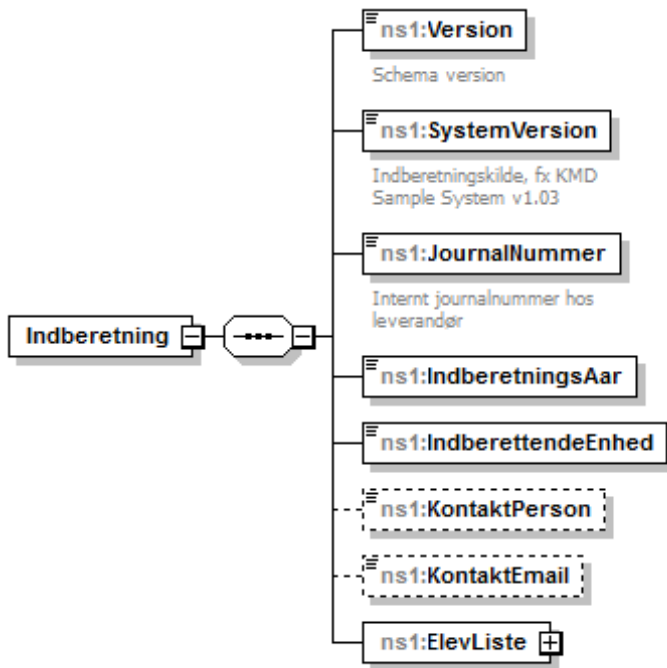 ns1:Version
Schema version
ns1:SystemVersion
Indberetningskilde, fx KMD
Sample System v1.03
ns1:JournalNummer
Internt journalnummer hos
leverandør
Indberetning
ns1:IndberetningsAar
ns1:IndberettendeEnhed
ns1:KontaktPerson
ns1:KontaktEmail
ns1:ElevListe